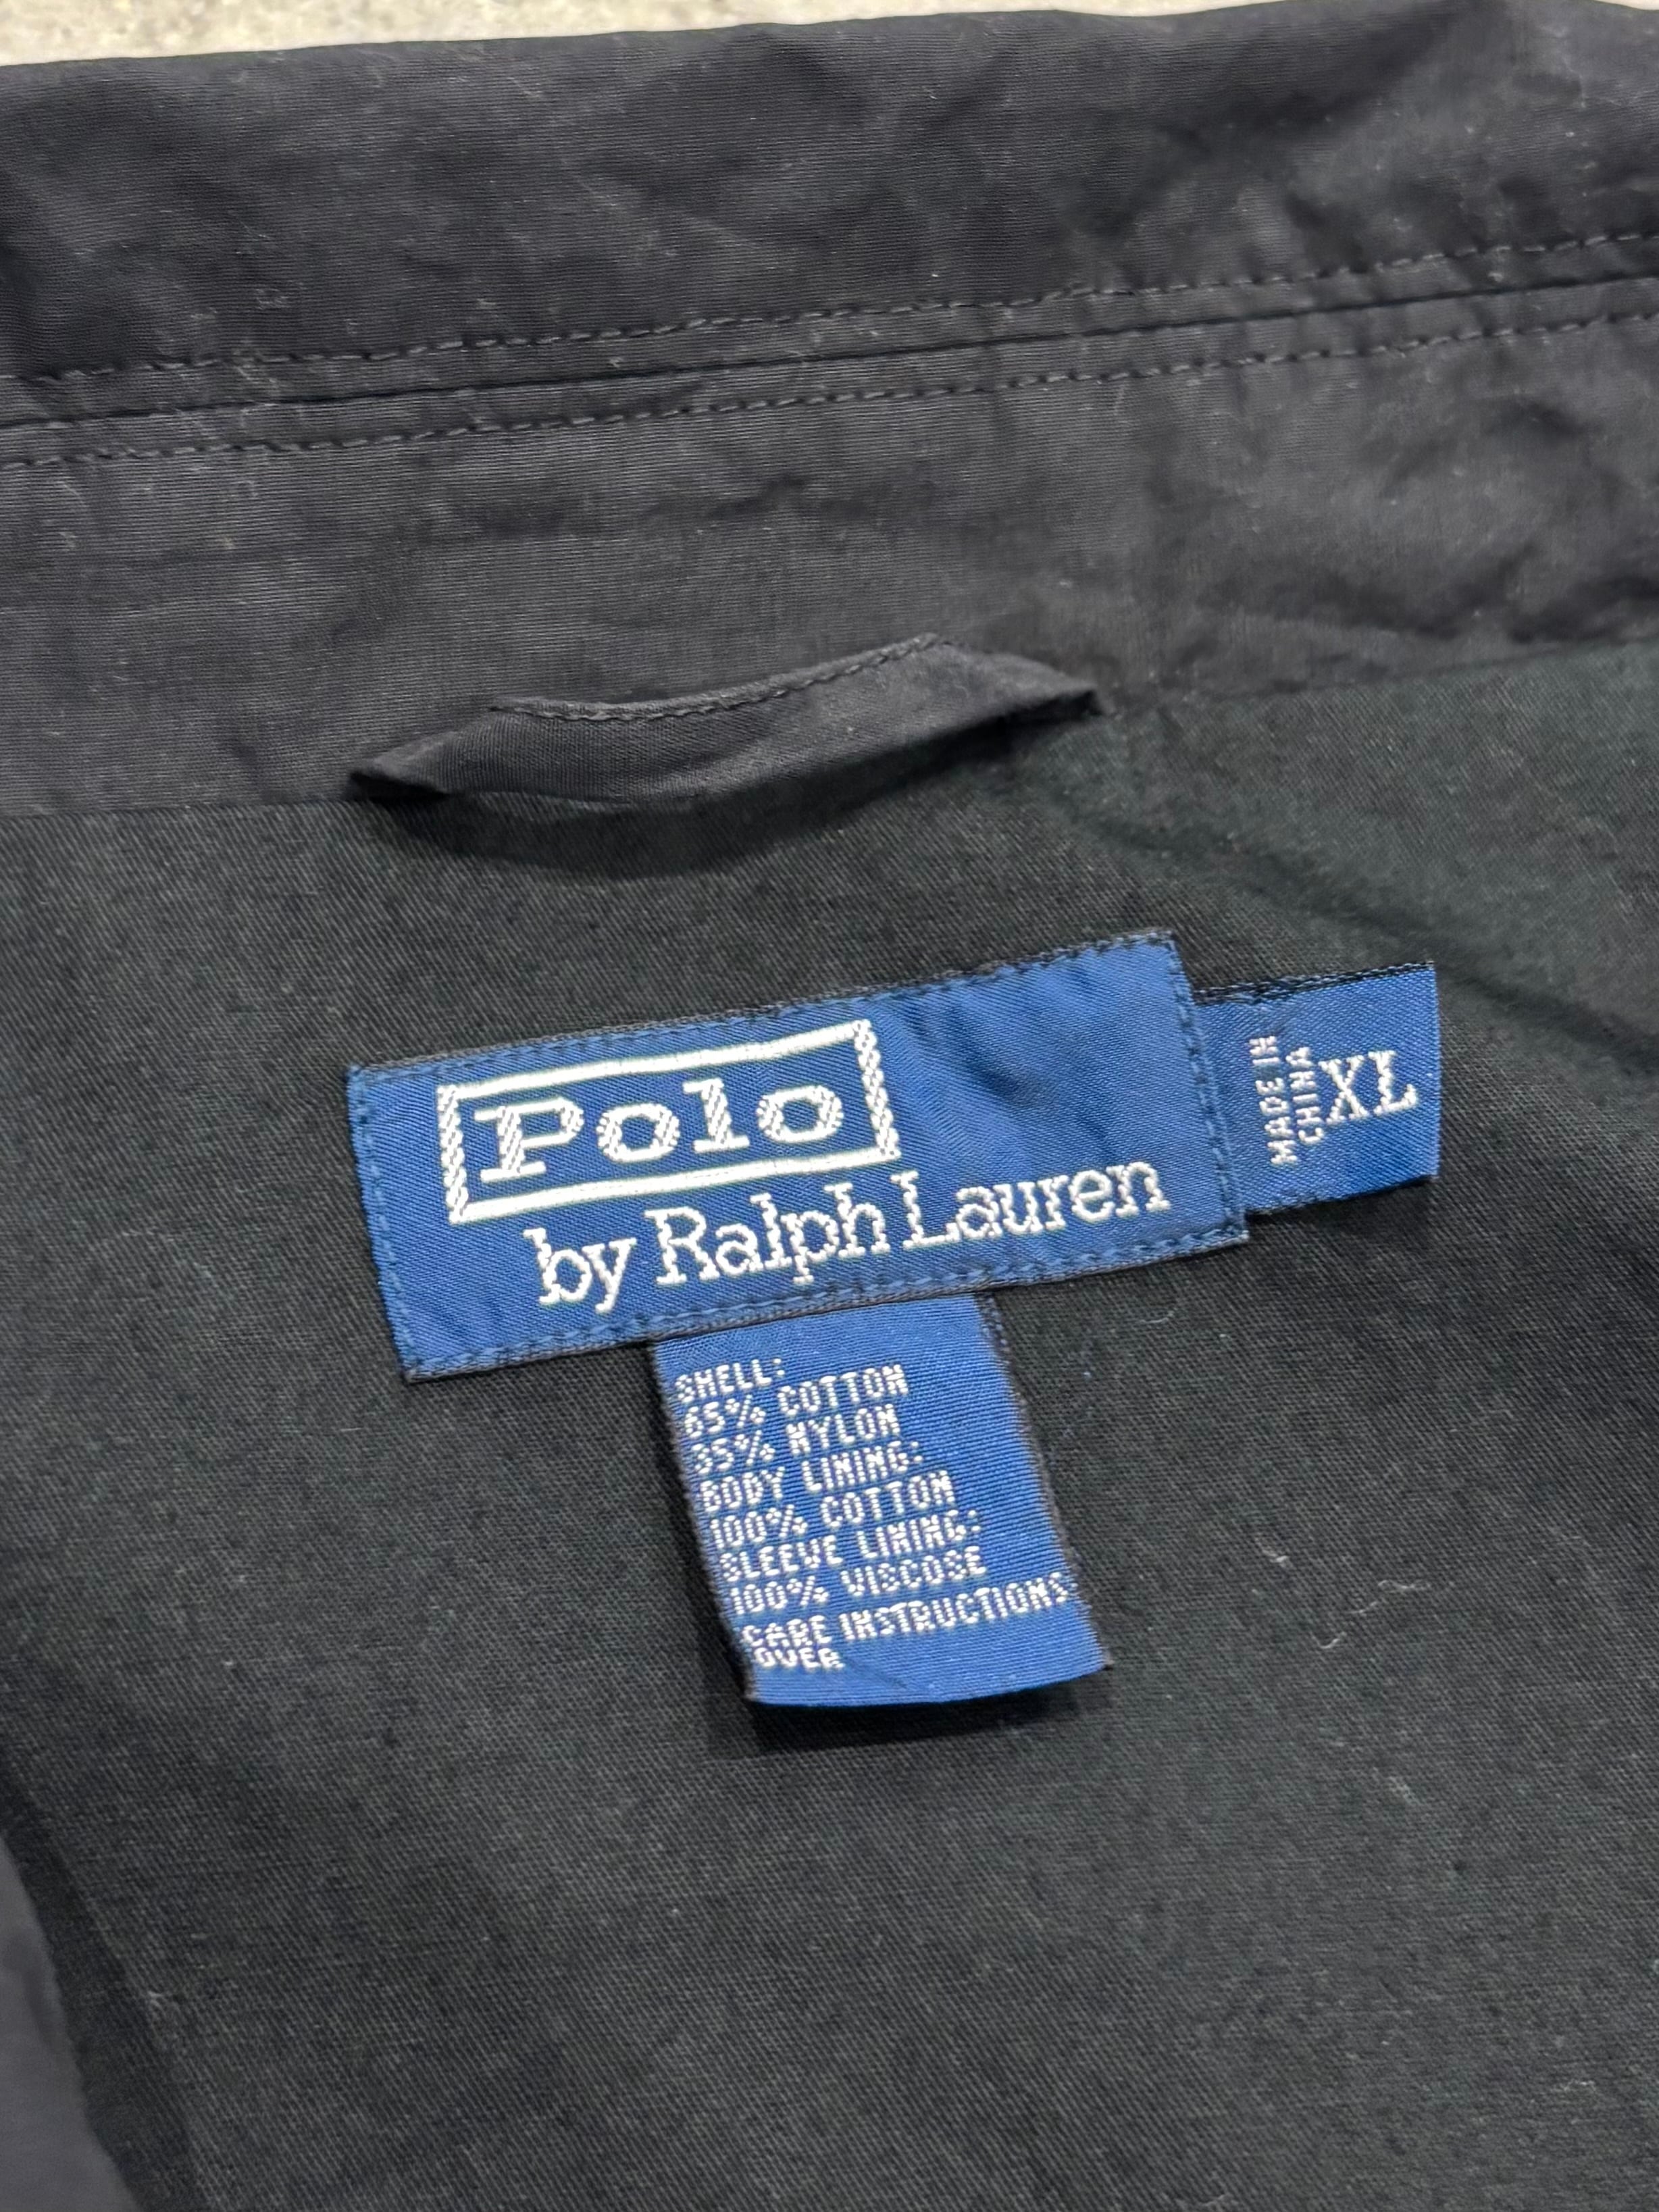 Polo
by Ralph Lauren
MADE IN
CHINA
XL
SHELL:
65% COTTON
35% NYLON
BODY LINING:
100% COTTON
SLEEVE LINING:
100% VISCOSE
CARE INSTRUCTIONS
OVER